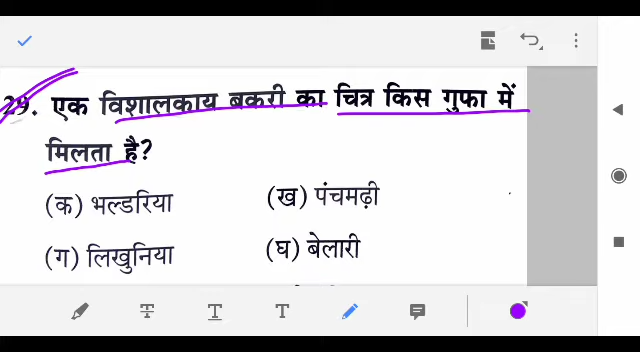 29. एक विशालकाय बकरी का चित्र किस गुफा में
मिलता है?
(क) भल्डरिया (ख) पंचमढ़ी
(ग) लिखुनिया (घ) बेलारी